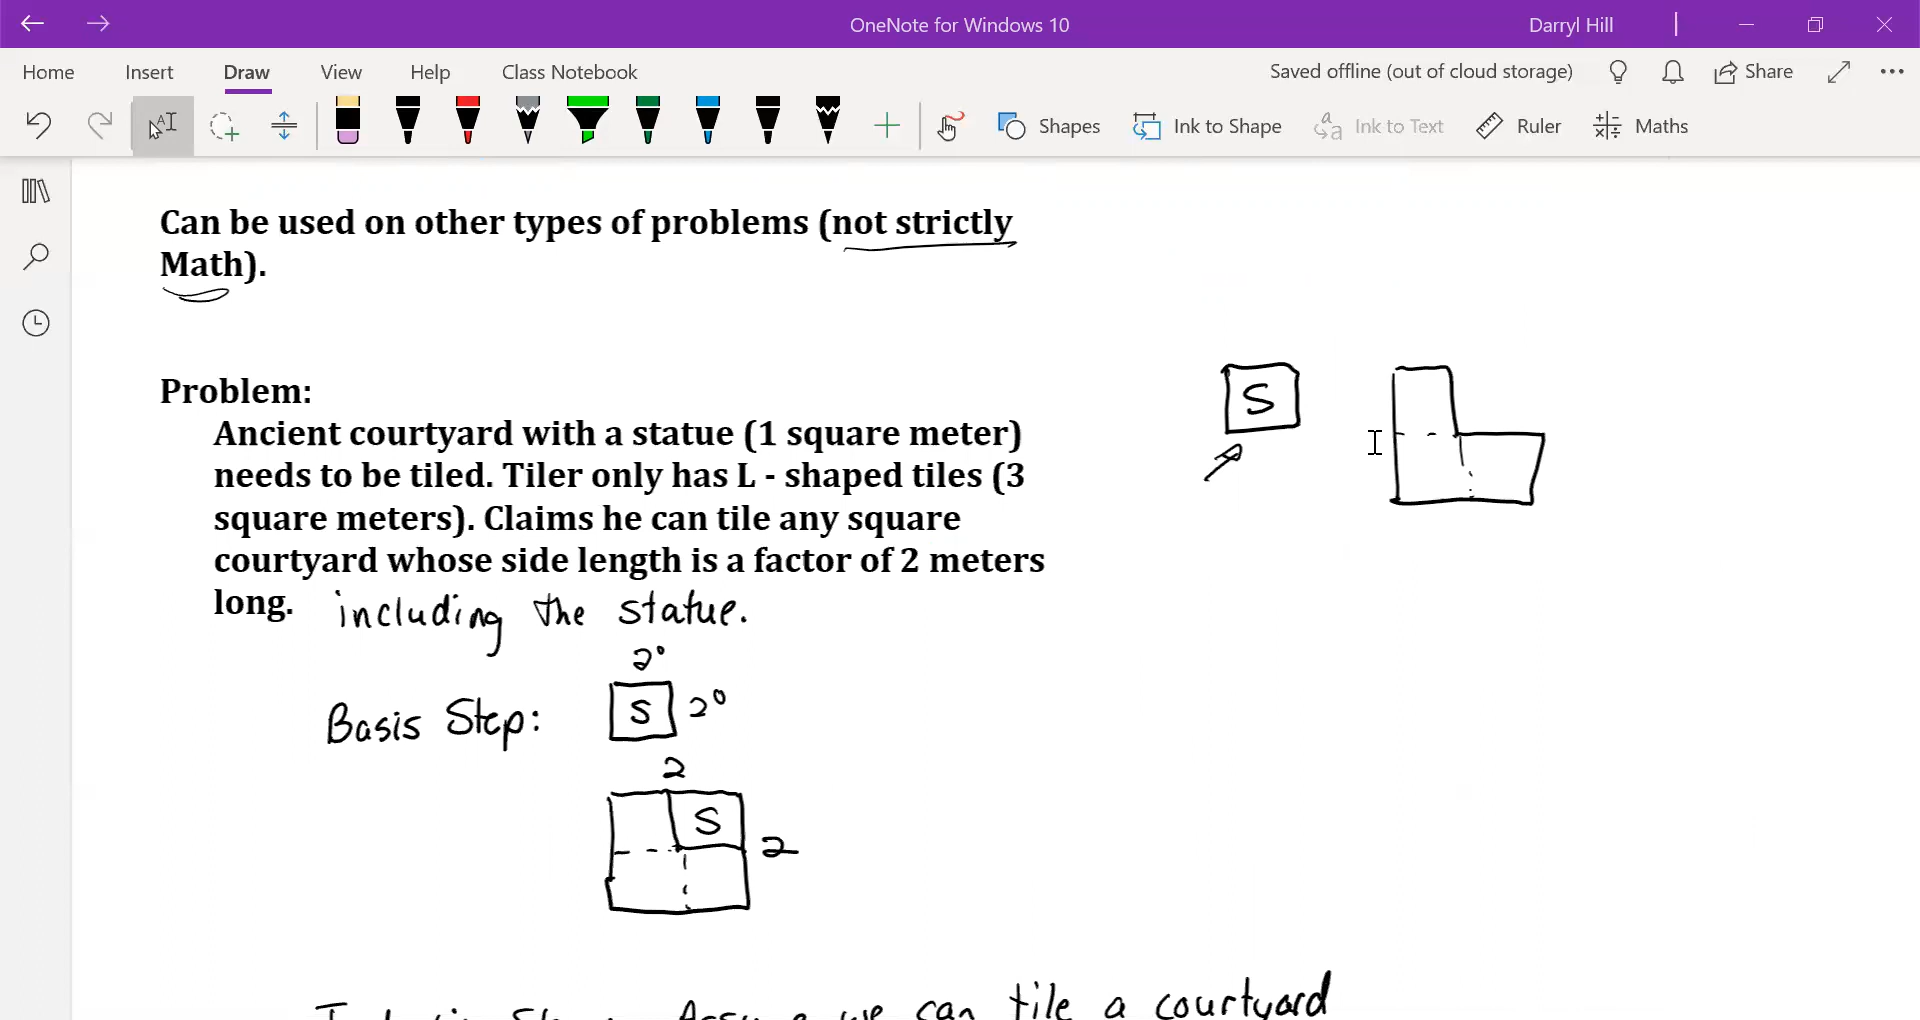 OneNote for Windows 10
Darryl Hill
Home Insert Draw View Help Class Notebook
Saved offline (out of cloud storage)
Share
Shapes Ink to Shape Ink to Text Ruler Maths
Can be used on other types of problems (not strictly
Math).
Problem:
Ancient courtyard with a statue (1 square meter)
needs to be tiled. Tiler only has L - shaped tiles (3
square meters). Claims he can tile any square
courtyard whose side length is a factor of 2 meters
long. including the statue.
S
2⁰
Basis Step: S 2⁰
2
S
2
we can tile a courtyard